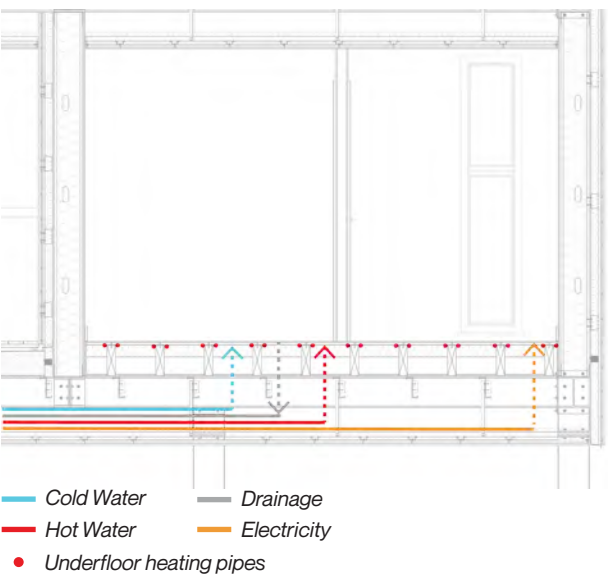 Cold Water
Drainage
Hot Water
Electricity
Underfloor heating pipes